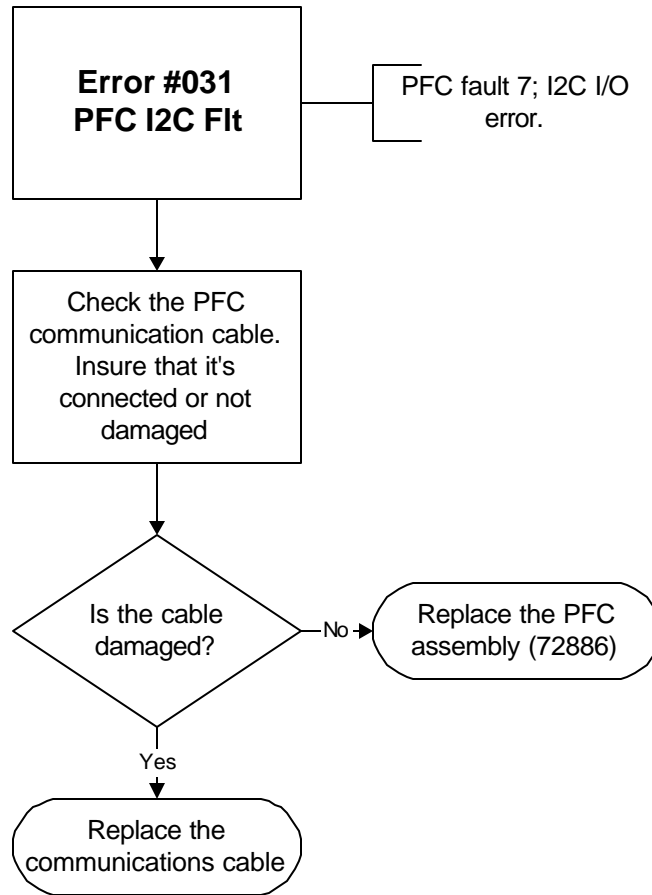 Error #031
PFC I2C Flt
PFC fault 7; I2C I/O
error.
Check the PFC
communication cable.
Insure that it's
connected or not
damaged
Is the cable
damaged?
No
Replace the PFC
assembly (72886)
Yes
Replace the
communications cable